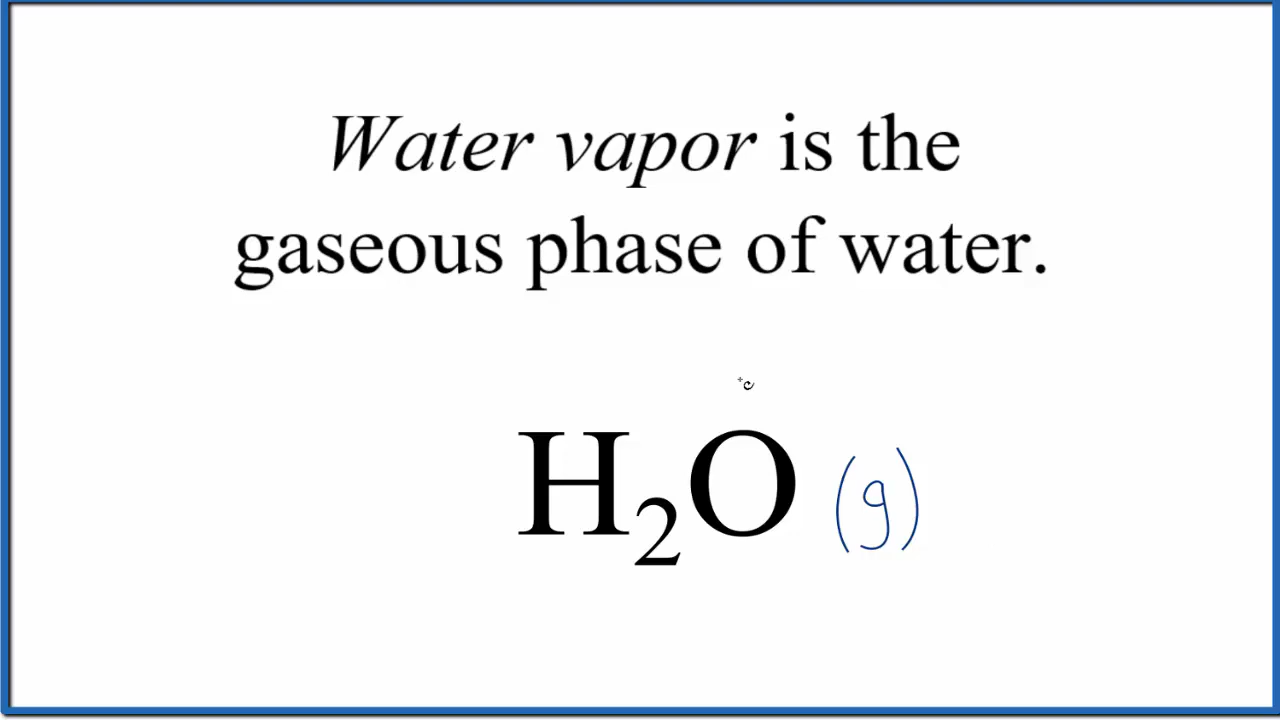 Water vapor is the
gaseous phase of water.
H₂O (g)